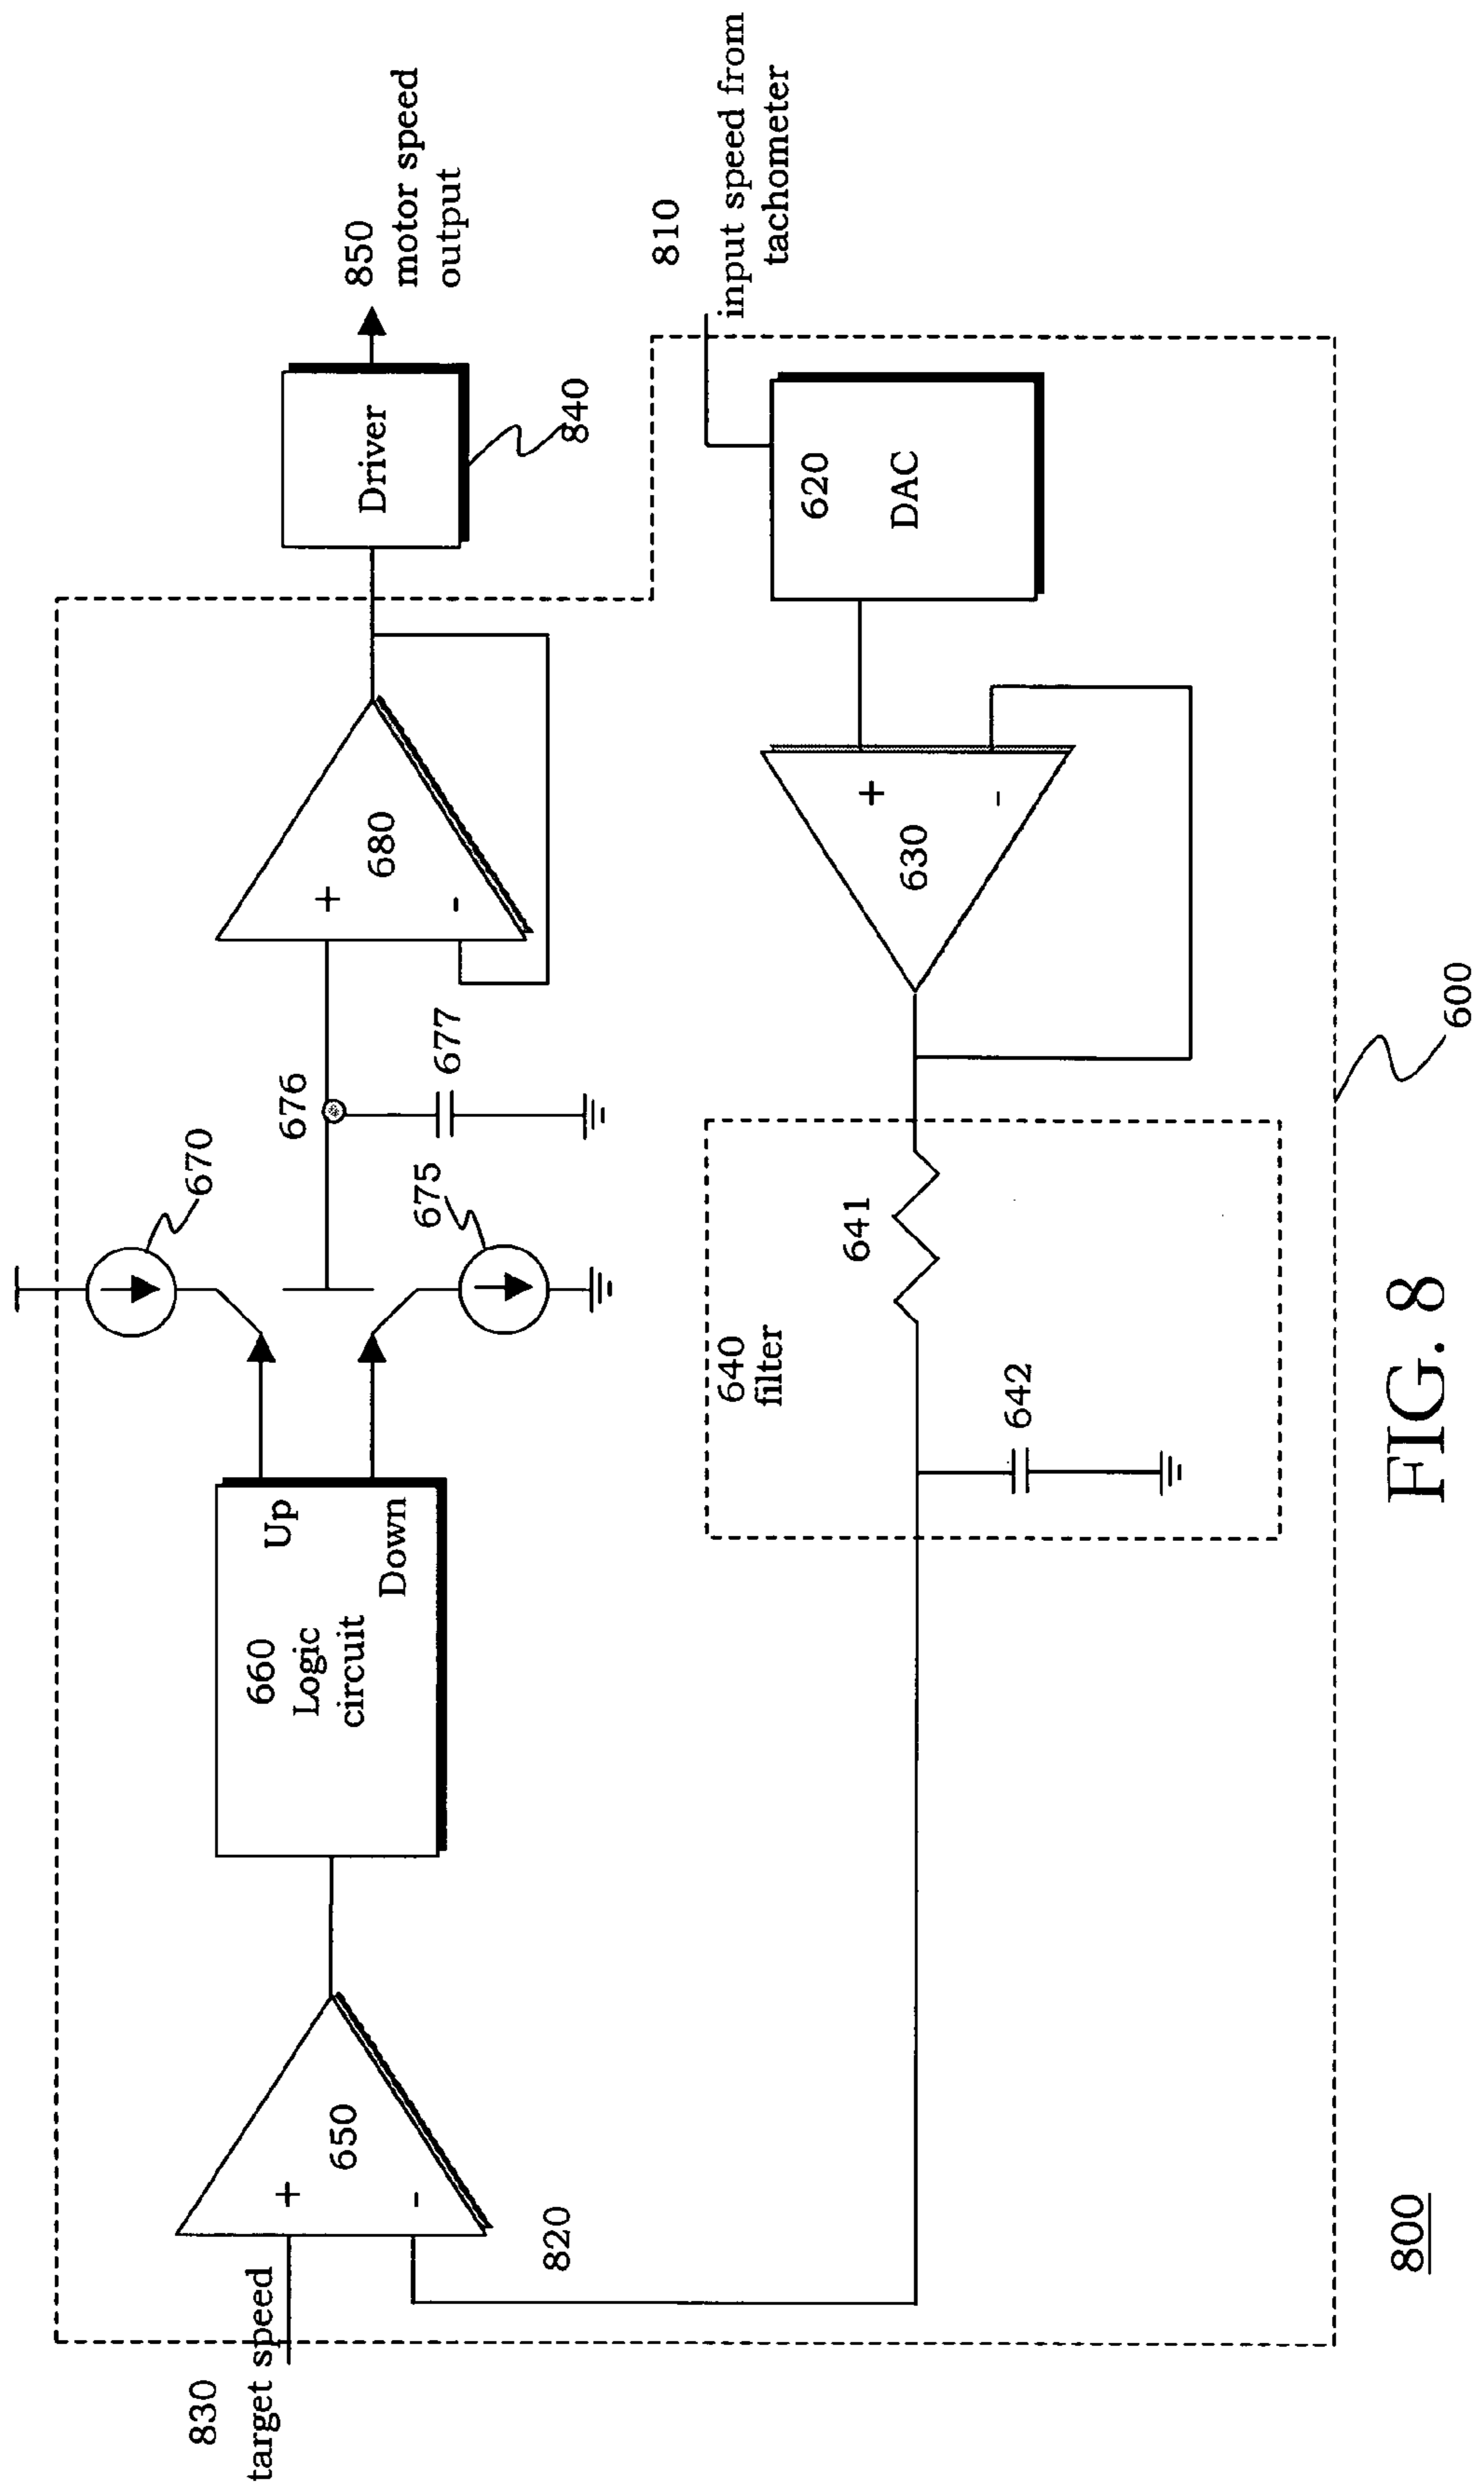 850
motor speed
output
Driver
840
810
input speed from
tachometer
620
DAC
+
-
680
+
-
630
676
677
670
675
641
640
filter
642
Up
Down
660
Logic
circuit
+
-
650
820
830
target speed
600
FIG. 8
800